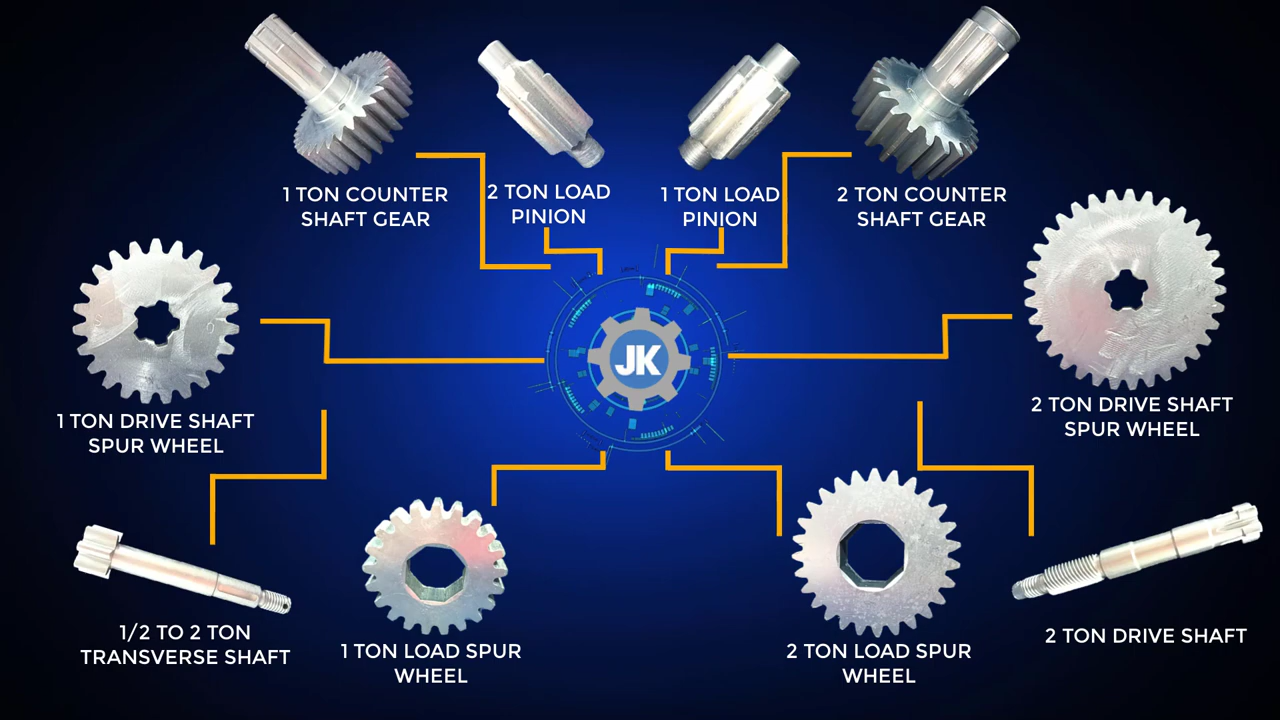 1 TON COUNTER
SHAFT GEAR
2 TON LOAD
PINION
1 TON LOAD
PINION
2 TON COUNTER
SHAFT GEAR
1 TON DRIVE SHAFT
SPUR WHEEL
JK
2 TON DRIVE SHAFT
SPUR WHEEL
1/2 TO 2 TON
TRANSVERSE SHAFT
1 TON LOAD SPUR
WHEEL
2 TON LOAD SPUR
WHEEL
2 TON DRIVE SHAFT